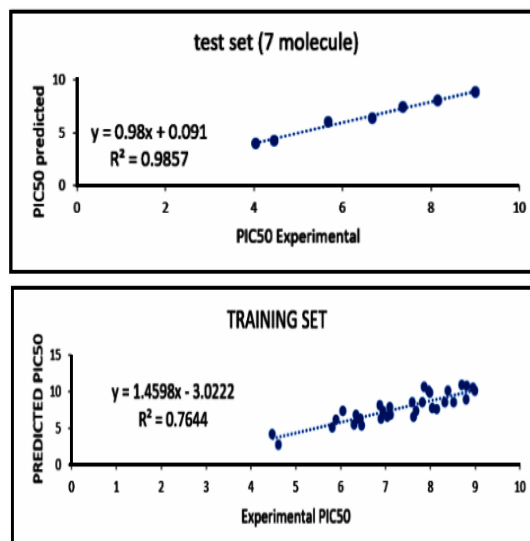 test set (7 molecule)
10
5
0
y = 0.98x + 0.091
R² = 0.9857
PIC50 predicted
0 2 4 6 8 10
PIC50 Experimental
TRAINING SET
15
10
5
0
y = 1.4598x - 3.0222
R² = 0.7644
PREDICTED PIC50
0 1 2 3 4 5 6 7 8 9 10
Experimental PIC50